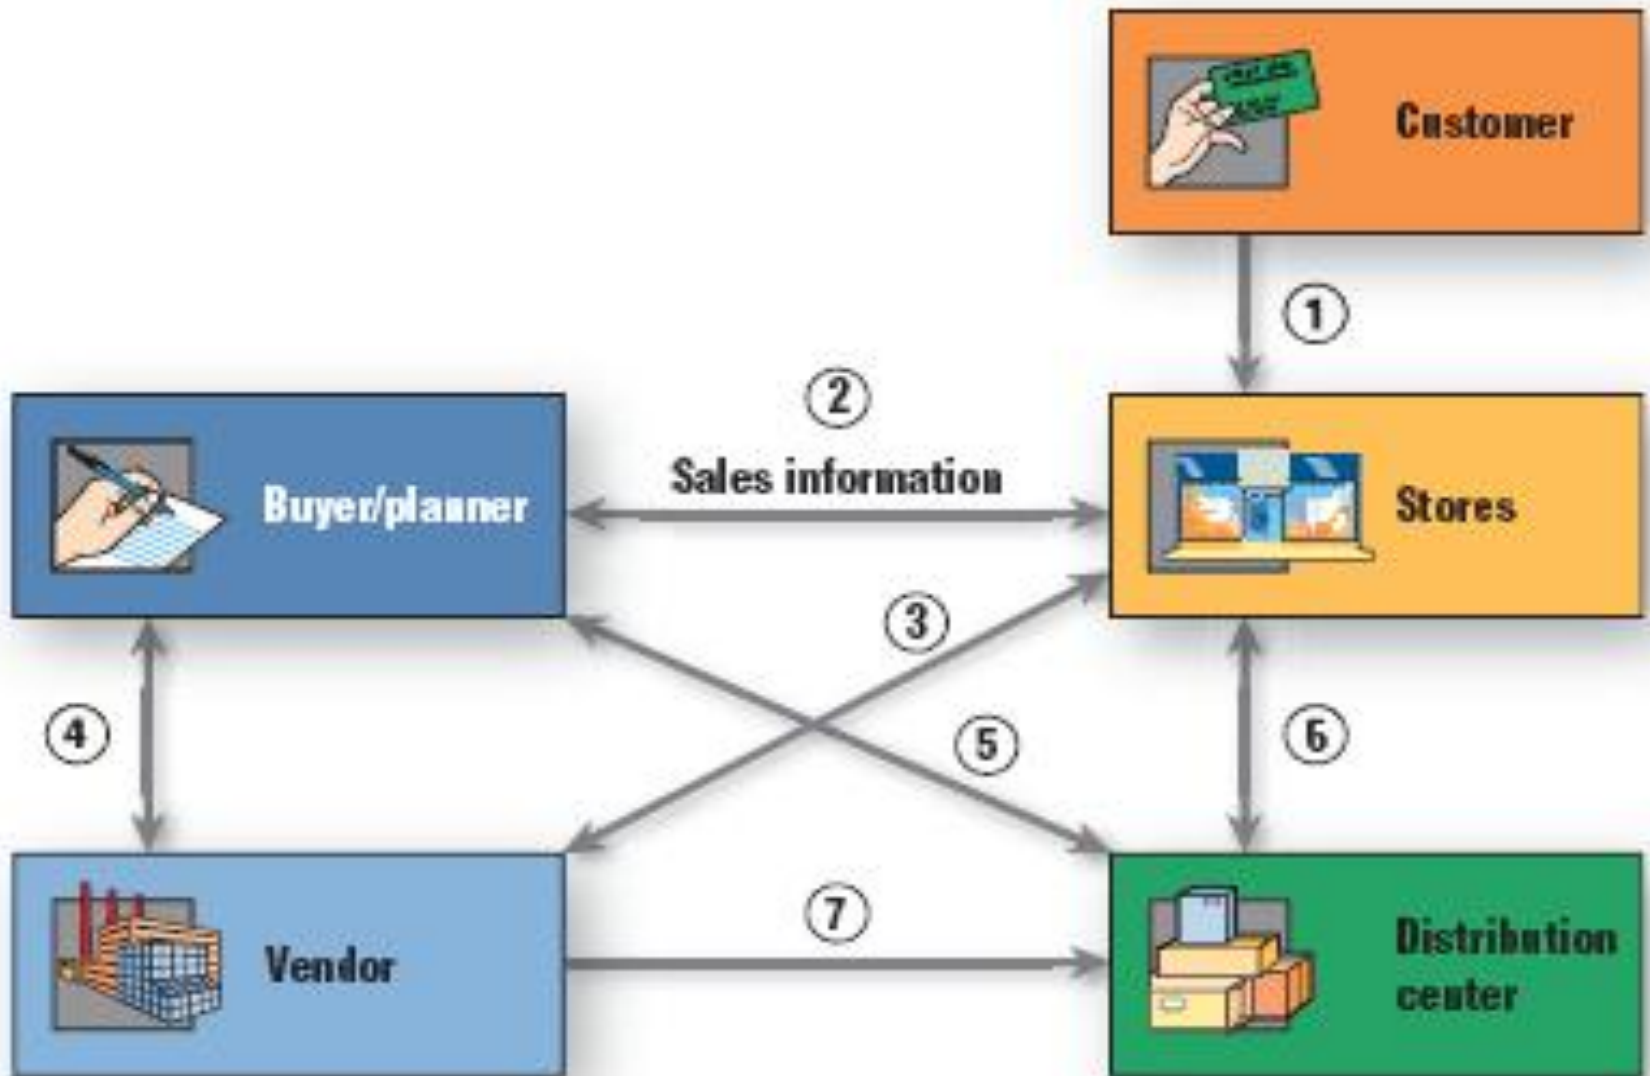 Customer
1
2
Sales information
Buyer/planner
Stores
3
4
5
6
7
Vendor
Distribution
center